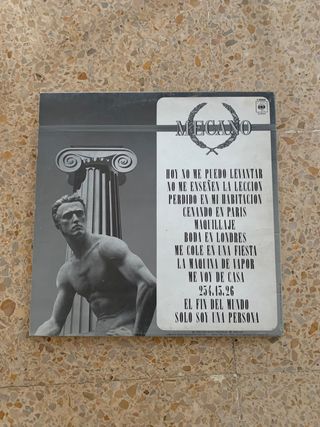 CBS
MECANO
HOY NO ME PUEDO LEVANTAR
NO ME ENSEÑEN LA LECCION
PERDIDO EN MI HABITACION
CENANDO EN PARIS
MAQUILLAJE
BODA EN LONDRES
ME COLE EN UNA FIESTA
LA MAQUINA DE VAPOR
ME VOY DE CASA
254.13.26
EL FIN DEL MUNDO
SOLO SOY UNA PERSONA